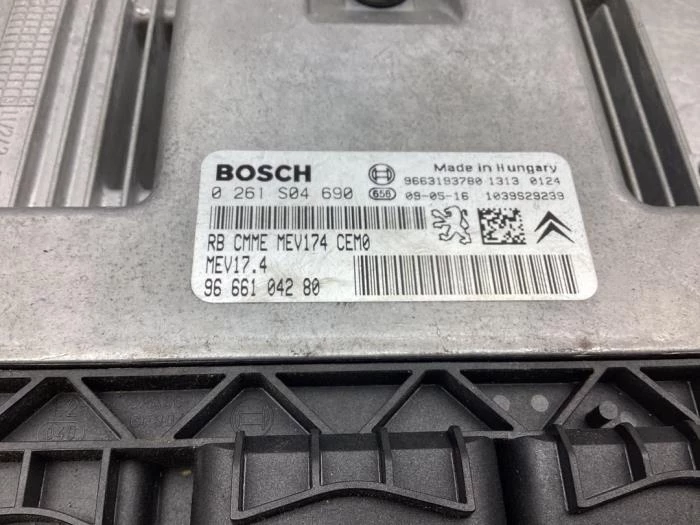 BOSCH
Made in Hungary
9663193780 1313 0124
0 261 S04 690
656
09-05-16 1039S29239
RB CMME MEV174 CEM0
MEV17.4
96 661 042 80